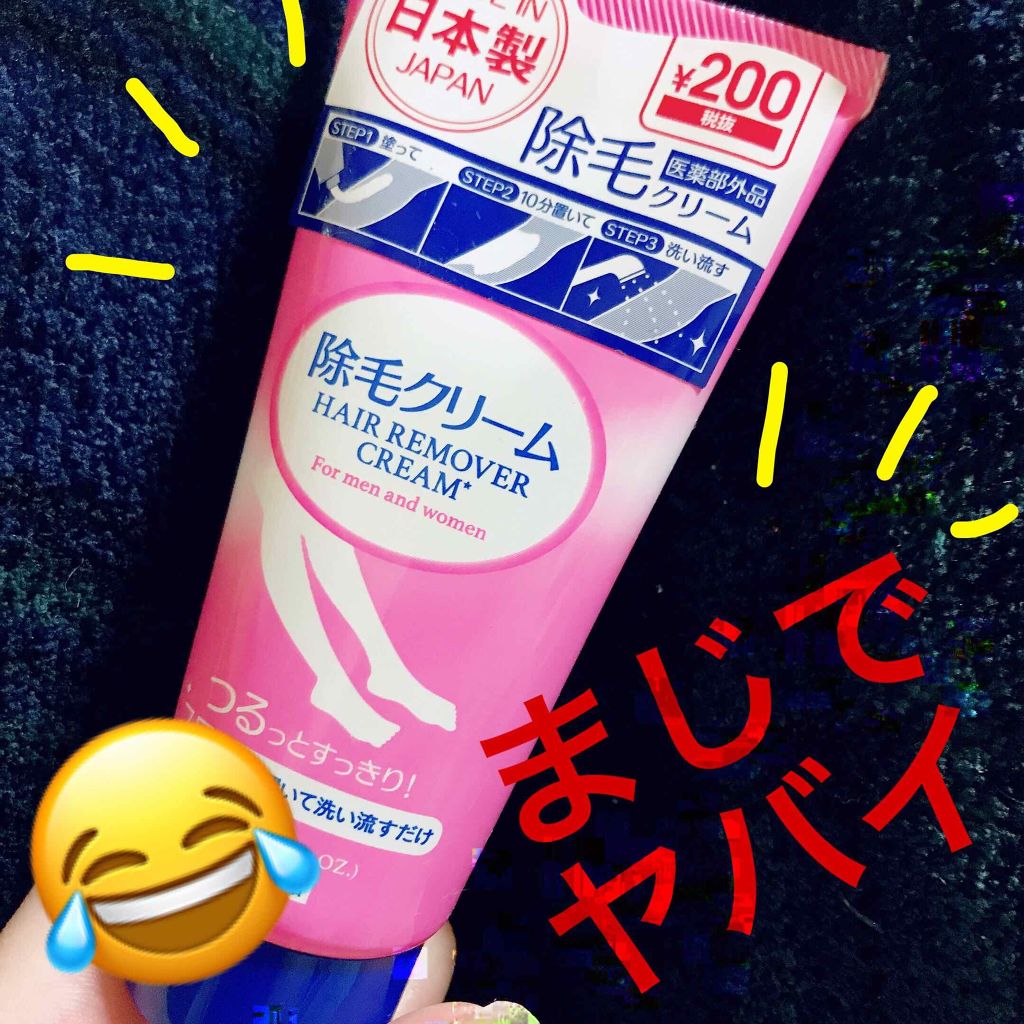 IN
日本製
JAPAN
¥200
税抜
除毛
医薬部外品
クリーム
STEP1 塗って
STEP2 10分置いて
STEP3 洗い流す
除毛クリーム
HAIR REMOVER
CREAM*
For men and women
つるっとすっきり!
いて洗い流すだけ
OZ.)
まじで
ヤバイ